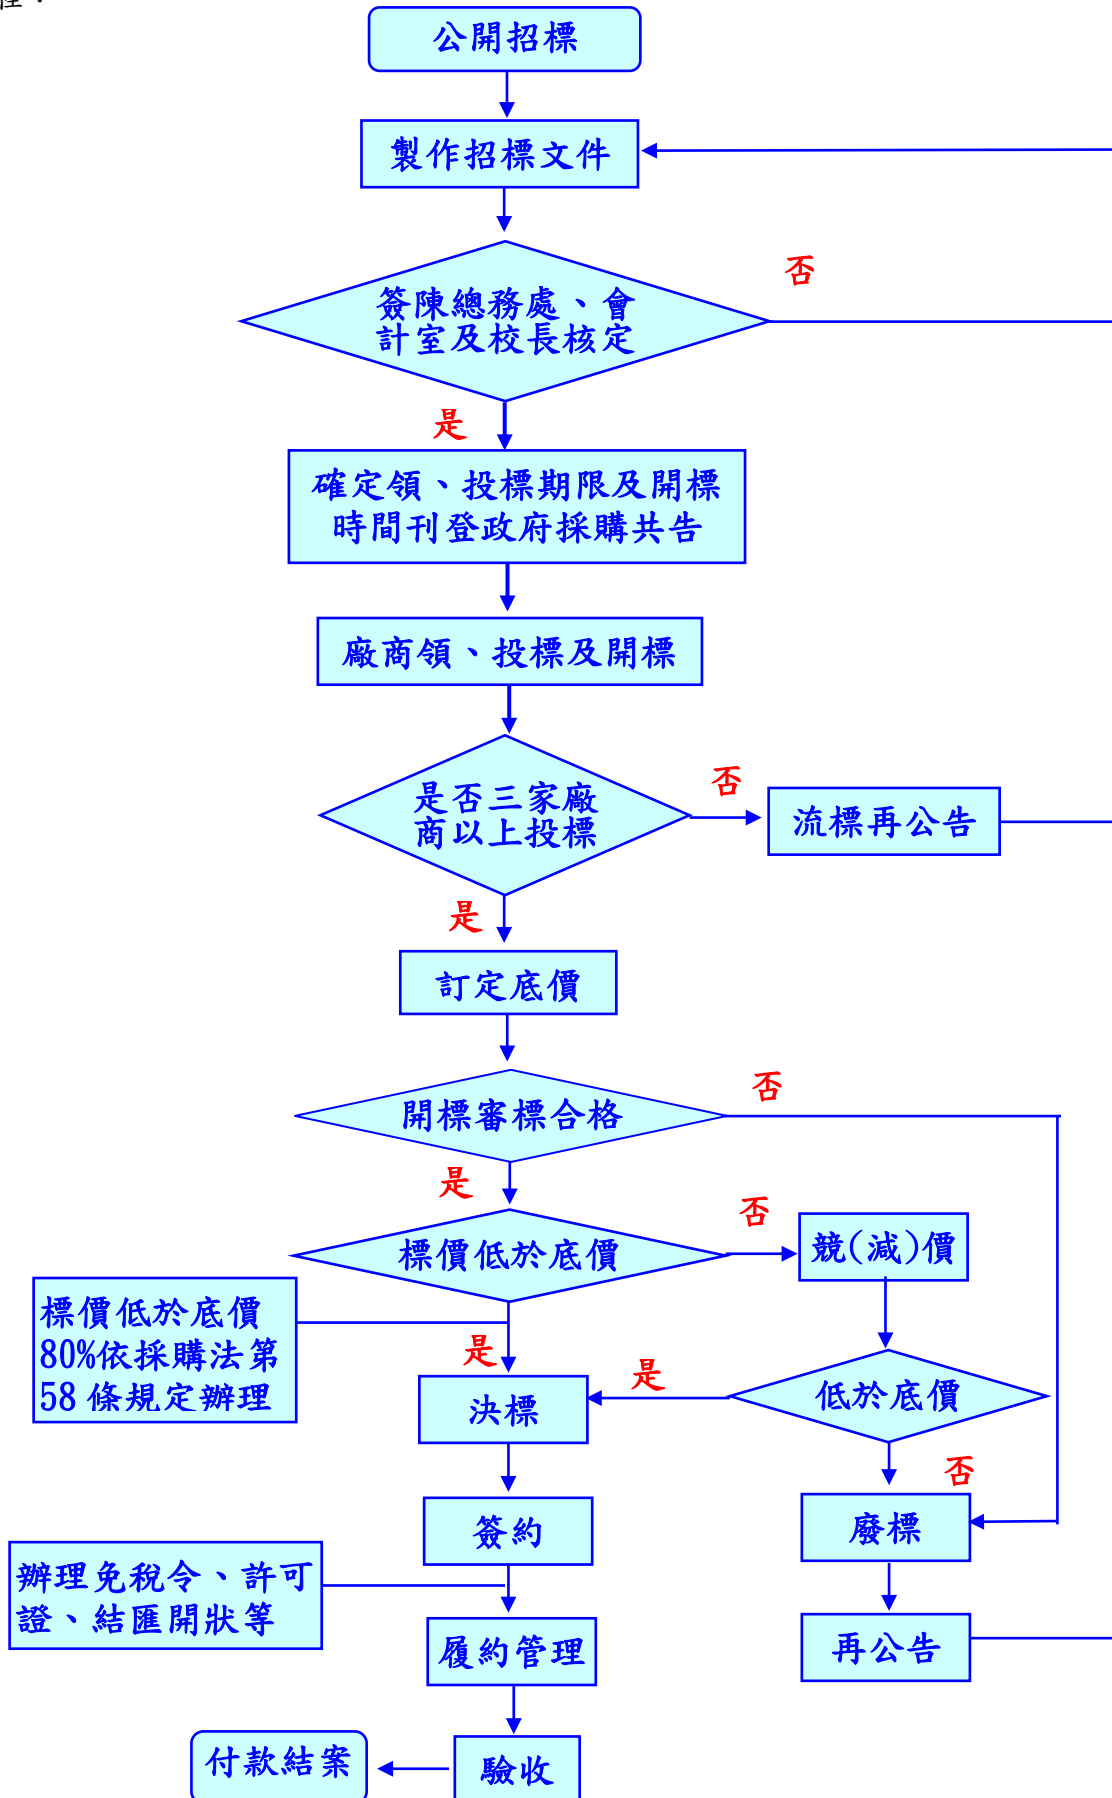 公開招標
製作招標文件
否
簽陳總務處、會
計室及校長核定
是
確定領、投標期限及開標
時間刊登政府採購共告
廠商領、投標及開標
否
是否三家廠
商以上投標
流標再公告
是
訂定底價
否
開標審標合格
是
否
標價低於底價
競(減)價
標價低於底價
80%依採購法第
58 條規定辦理
是
是
低於底價
決標
否
簽約
廢標
辦理免稅令、許可
證、結匯開狀等
履約管理
再公告
付款結案
驗收